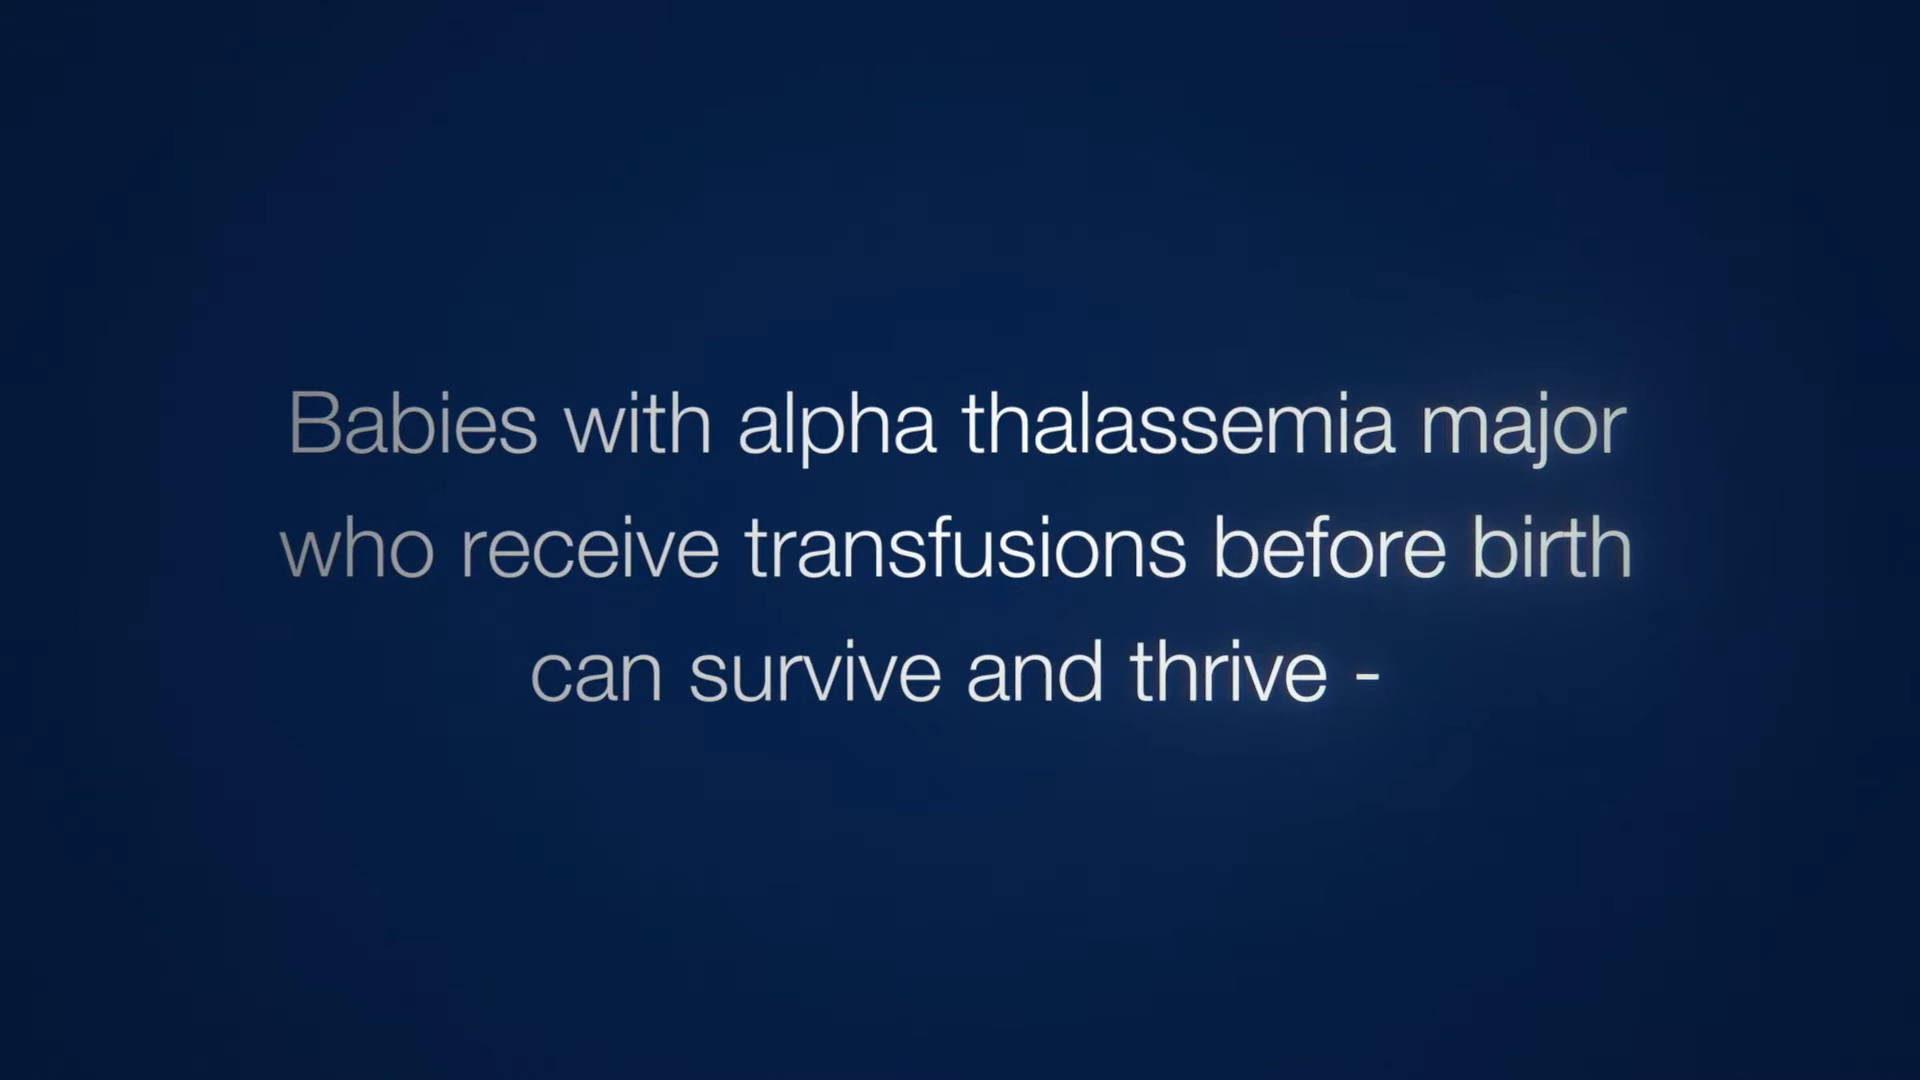 Babies with alpha thalassemia major
who receive transfusions before birth
can survive and thrive -